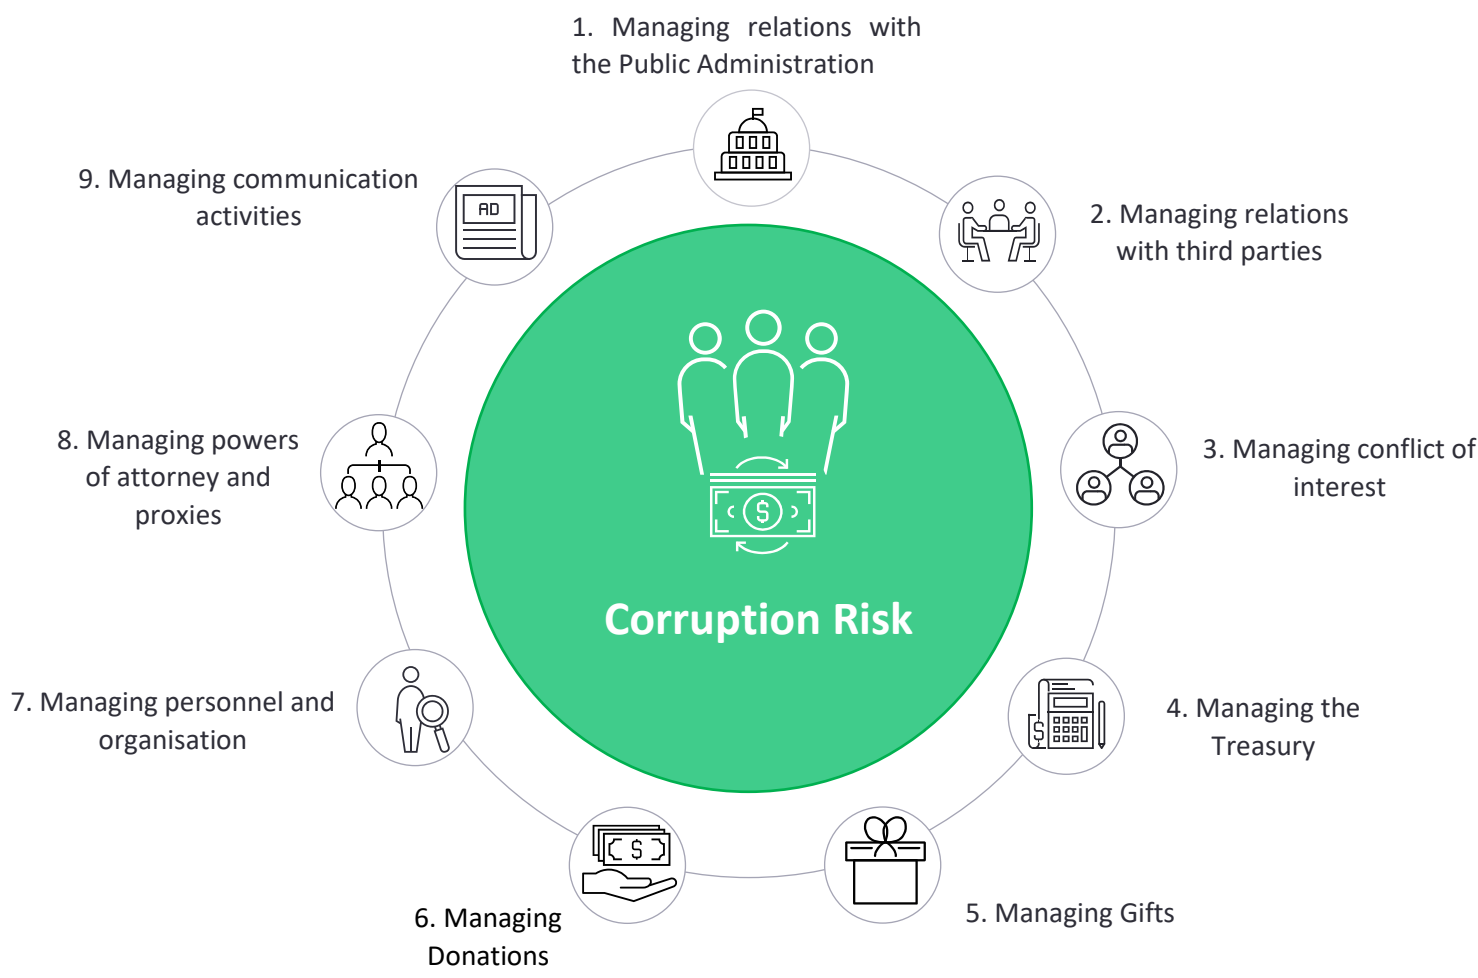 1. Managing relations with
the Public Administration
2. Managing relations
with third parties
3. Managing conflict of
interest
4. Managing the
Treasury
5. Managing Gifts
6. Managing
Donations
7. Managing personnel and
organisation
8. Managing powers
of attorney and
proxies
9. Managing communication
activities
AD
$
Corruption Risk
$
$